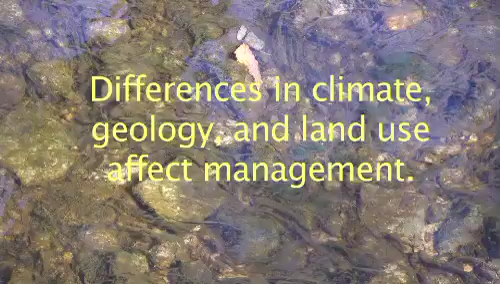 Differences in climate,
geology, and land use
affect management.